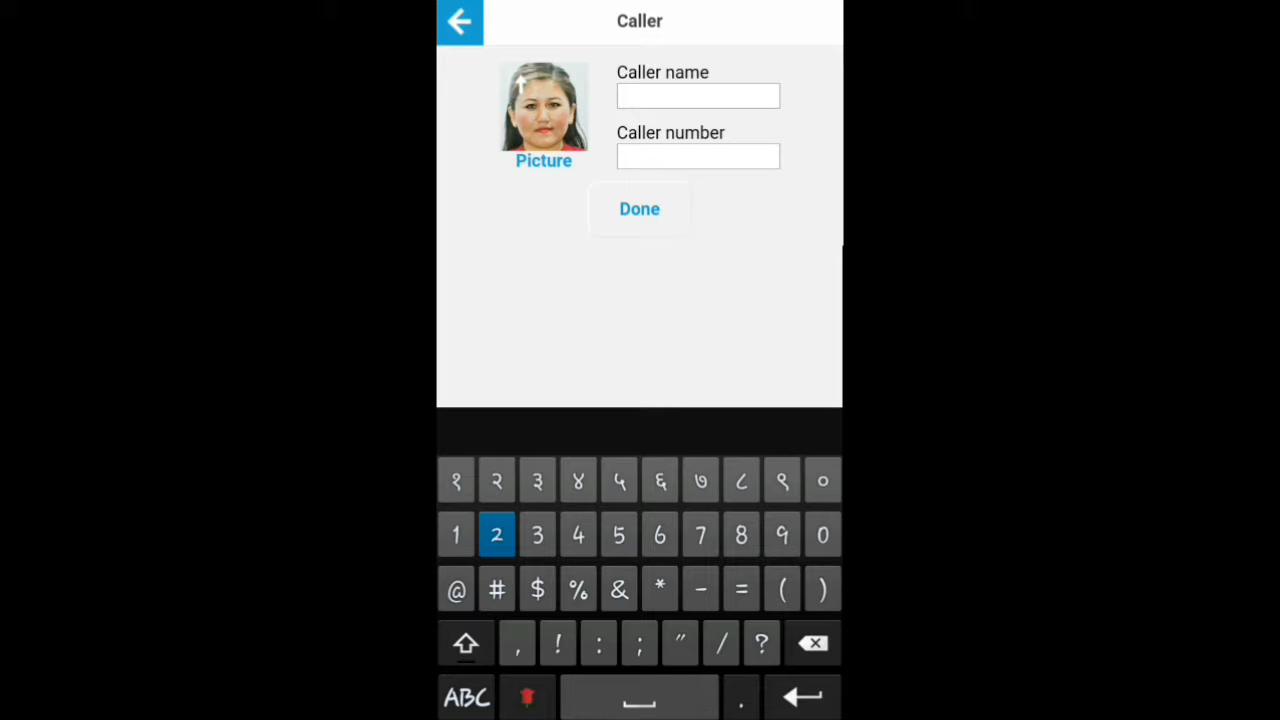 Caller
Caller name
Caller number
Picture
Done
१ २ ३ ४ ५ ६ ७ ८ ९ ०
1 2 3 4 5 6 7 8 9 0
@ # $ % & * - = ( )
, ! : ; " / ?
ABC .